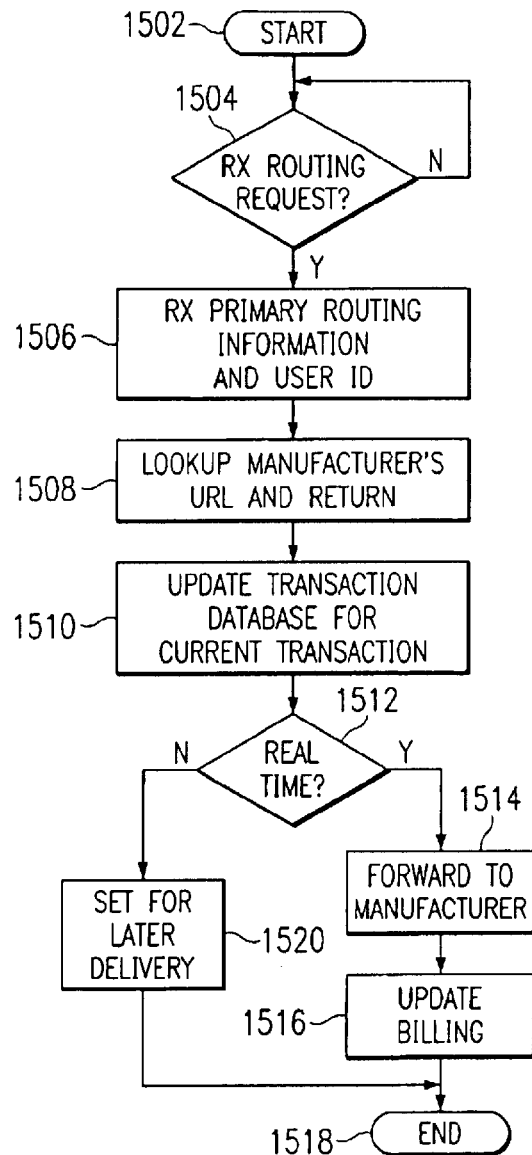 1502
START
1504
RX ROUTING
REQUEST?
N
Y
1506
RX PRIMARY ROUTING
INFORMATION
AND USER ID
1508
LOOKUP MANUFACTURER'S
URL AND RETURN
1510
UPDATE TRANSACTION
DATABASE FOR
CURRENT TRANSACTION
1512
N
REAL
TIME?
Y
1514
FORWARD TO
MANUFACTURER
SET FOR
LATER
DELIVERY
1520
1516
UPDATE
BILLING
1518
END